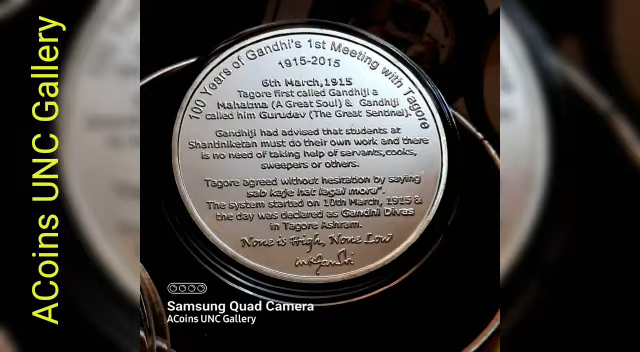 ACoins UNC Gallery
100 Years of Gandhi's 1st Meeting with Tagore
1915-2015
6th March,1915
Tagore first called Gandhiji a
Mahatma (A Great Soul) & Gandhiji
called him Gurudev (The Great Sentinel).
Gandhiji had advised that students at
Shantiniketan must do their own work and there
is no need of taking help of servants,cooks,
sweepers or others.
Tagore agreed without hesitation by saying
sab kaje hat lagai mora".
The system started on 10th March, 1915 &
the day was declared as Gandhi Divas
in Tagore Ashram.
None is High, None Low
mkgandhi
Samsung Quad Camera
ACoins UNC Gallery